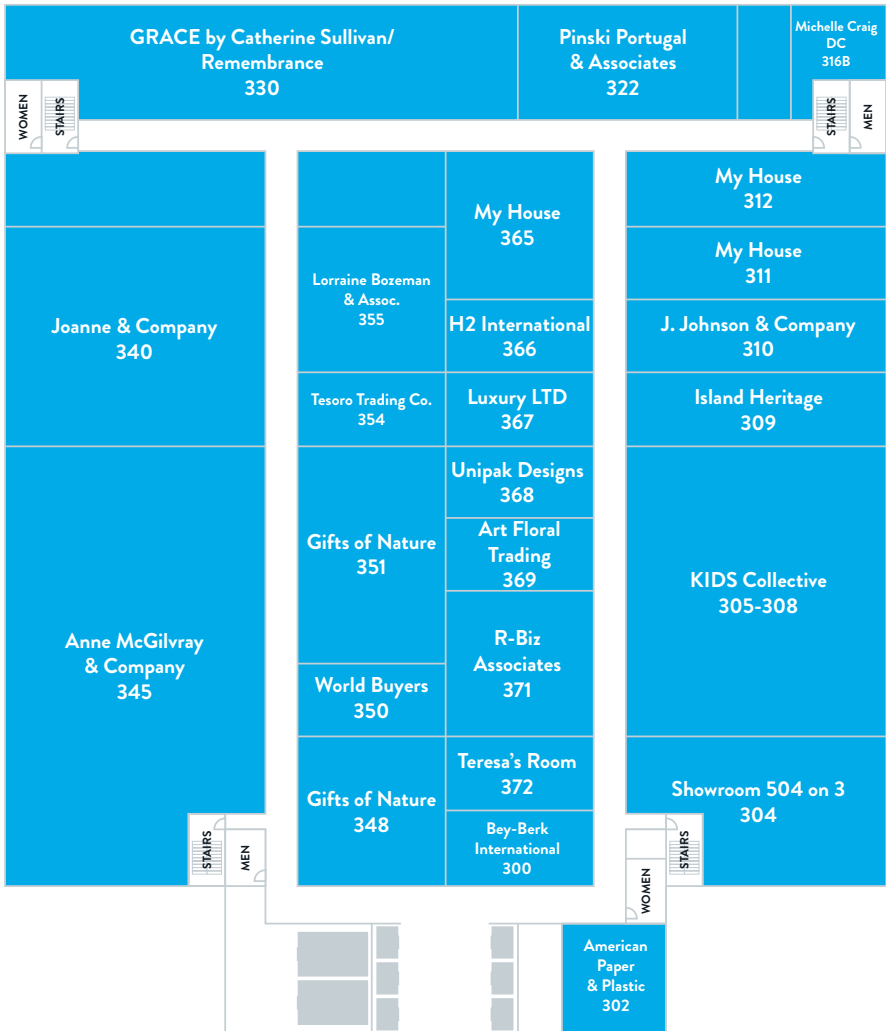 GRACE by Catherine Sullivan/
Remembrance
330
Pinski Portugal
& Associates
322
Michelle Craig
DC
316B
WOMEN
STAIRS
STAIRS
MEN
My House
365
My House
312
My House
311
Joanne & Company
340
Lorraine Bozeman
& Assoc.
355
H2 International
366
J. Johnson & Company
310
Tesoro Trading Co.
354
Luxury LTD
367
Island Heritage
309
Anne McGilvray
& Company
345
Gifts of Nature
351
Unipak Designs
368
Art Floral
Trading
369
KIDS Collective
305-308
R-Biz
Associates
371
World Buyers
350
Gifts of Nature
348
Teresa's Room
372
Showroom 504 on 3
304
Bey-Berk
International
300
STAIRS
MEN
WOMEN
STAIRS
American
Paper
& Plastic
302